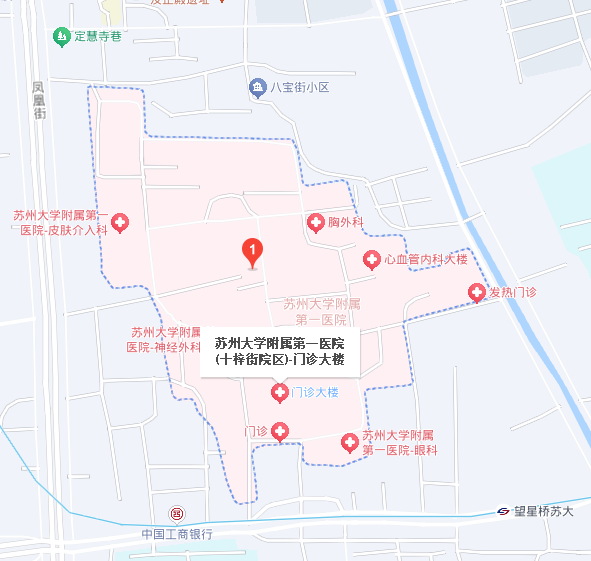 定慧寺巷
八宝街小区
凤凰街
苏州大学附属第一
医院-皮肤介入科
胸外科
心血管内科大楼
1
发热门诊
苏州大学附属
第一医院
苏州大学附属
医院-神经外科
苏州大学附属第一医院
(十梓街院区)-门诊大楼
门诊大楼
门诊
苏州大学附属
第一医院-眼科
中国工商银行
望星桥苏大